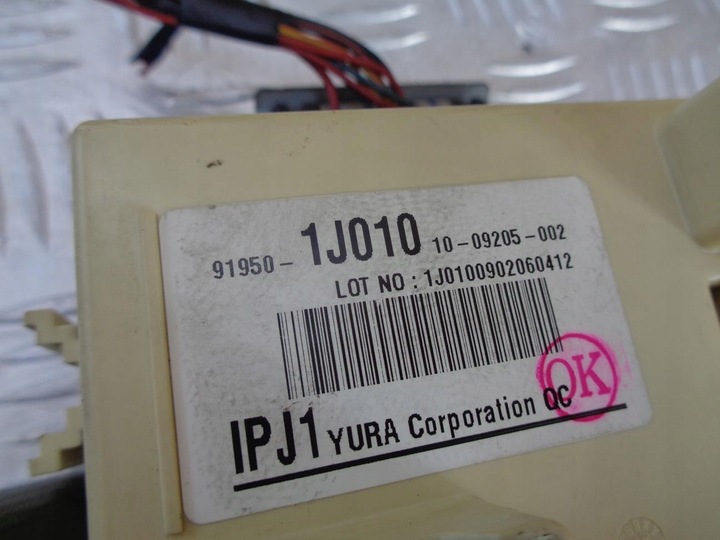 91950-1J010 10-09205-002
LOT NO : 1J0100902060412
OK
IPJ1 YURA Corporation QC